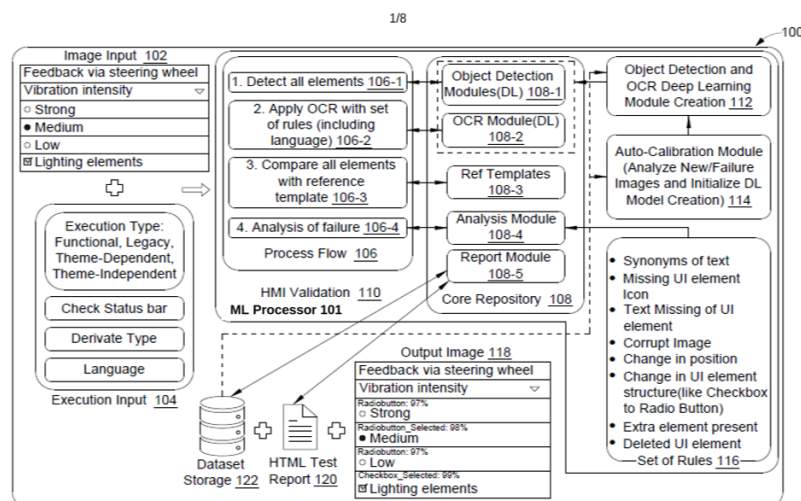 1/8
100
Image Input 102
Feedback via steering wheel
Vibration intensity
Strong
Medium
Low
Lighting elements
Execution Type:
Functional, Legacy,
Theme-Dependent,
Theme-Independent
Check Status bar
Derivate Type
Language
Execution Input 104
1. Detect all elements 106-1
2. Apply OCR with set
of rules (including
language) 106-2
3. Compare all elements
with reference
template 106-3
4. Analysis of failure 106-4
Process Flow 106
HMI Validation 110
ML Processor 101
Object Detection
Modules(DL) 108-1
OCR Module(DL)
108-2
Ref Templates
108-3
Analysis Module
108-4
Report Module
108-5
Core Repository 108
Object Detection and
OCR Deep Learning
Module Creation 112
Auto-Calibration Module
(Analyze New/Failure
Images and Initialize DL
Model Creation) 114
• Synonyms of text
• Missing UI element
Icon
• Text Missing of UI
element
• Corrupt Image
• Change in position
• Change in UI element
structure(like Checkbox
to Radio Button)
• Extra element present
• Deleted UI element
Set of Rules 116
Output Image 118
Feedback via steering wheel
Vibration intensity
Radiobutton: 97%
Strong
Radiobutton_Selected: 98%
Medium
Radiobutton: 97%
Low
Checkbox_Selected: 99%
Lighting elements
Dataset
Storage 122
HTML Test
Report 120